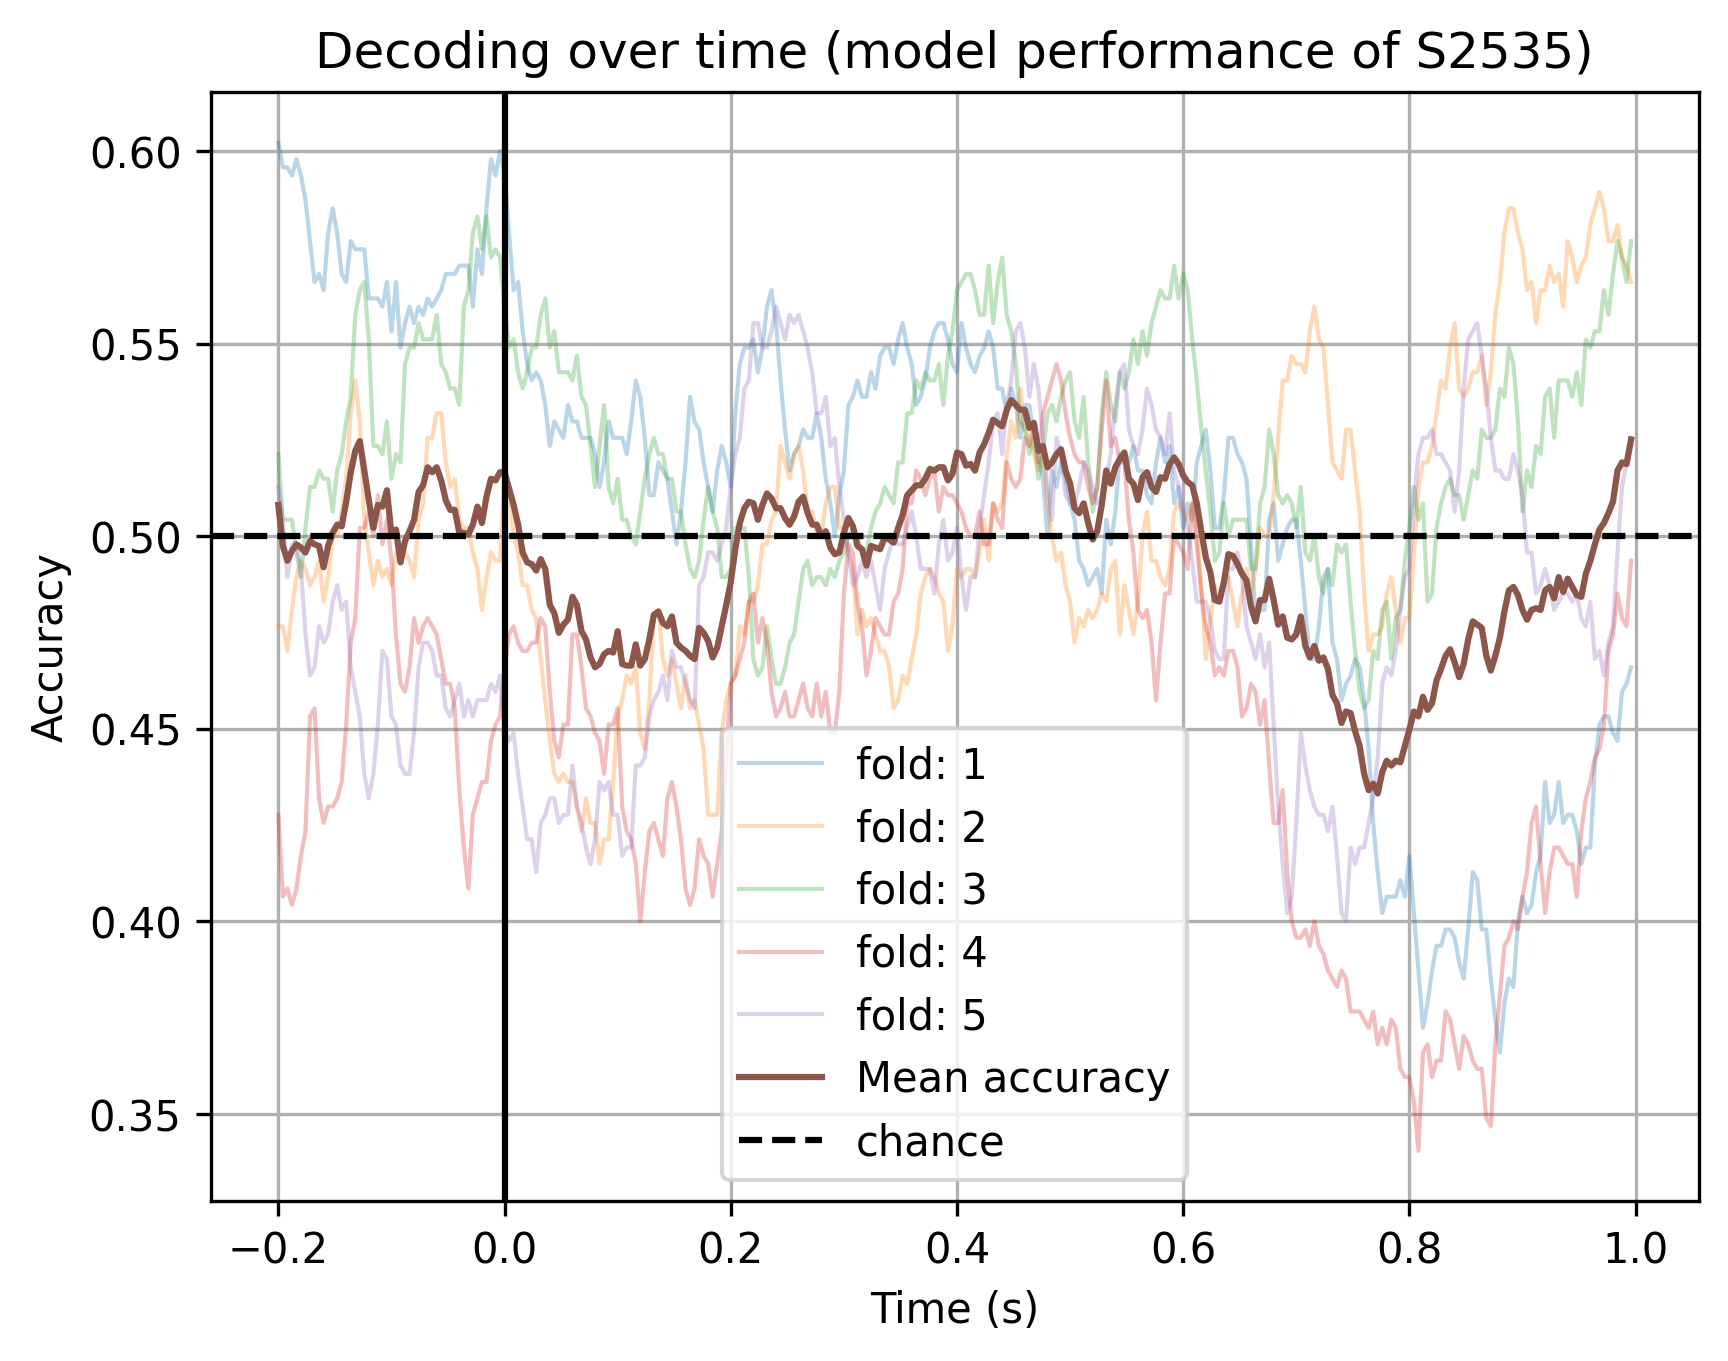 Decoding over time (model performance of S2535)
Accuracy
0.60
0.55
0.50
0.45
0.40
0.35
fold: 1
fold: 2
fold: 3
fold: 4
fold: 5
Mean accuracy
chance
−0.2
0.0
0.2
0.4
0.6
0.8
1.0
Time (s)